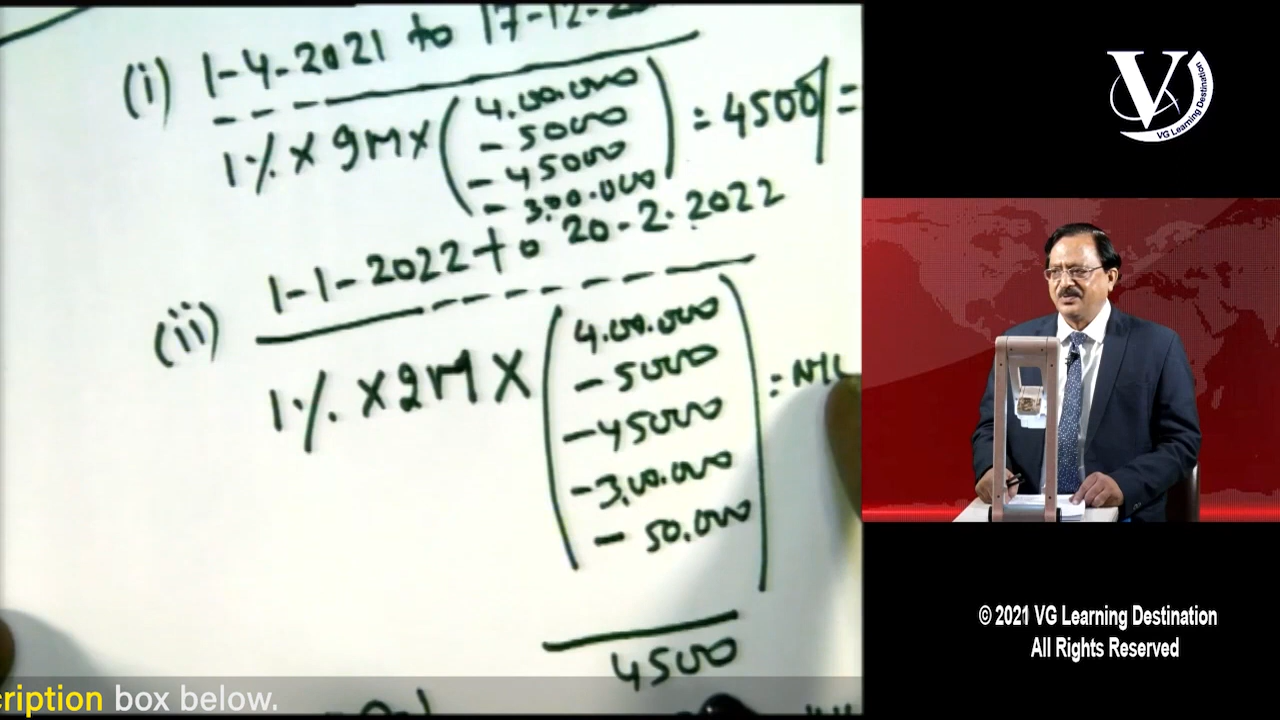 (i) 1-4-2021 to 17-12-20
1% X 9M X ( 4.00.000 ) = 4500/=
- 5000
- 45000
- 3.00.000
(ii) 1-1-2022 to 20-2.2022
1% X 2M X ( 4.00.000 ) = NIL
- 5000
- 45000
- 3.00.000
- 50.000
4500
cription box below.
V
VG Learning Destination
© 2021 VG Learning Destination
All Rights Reserved